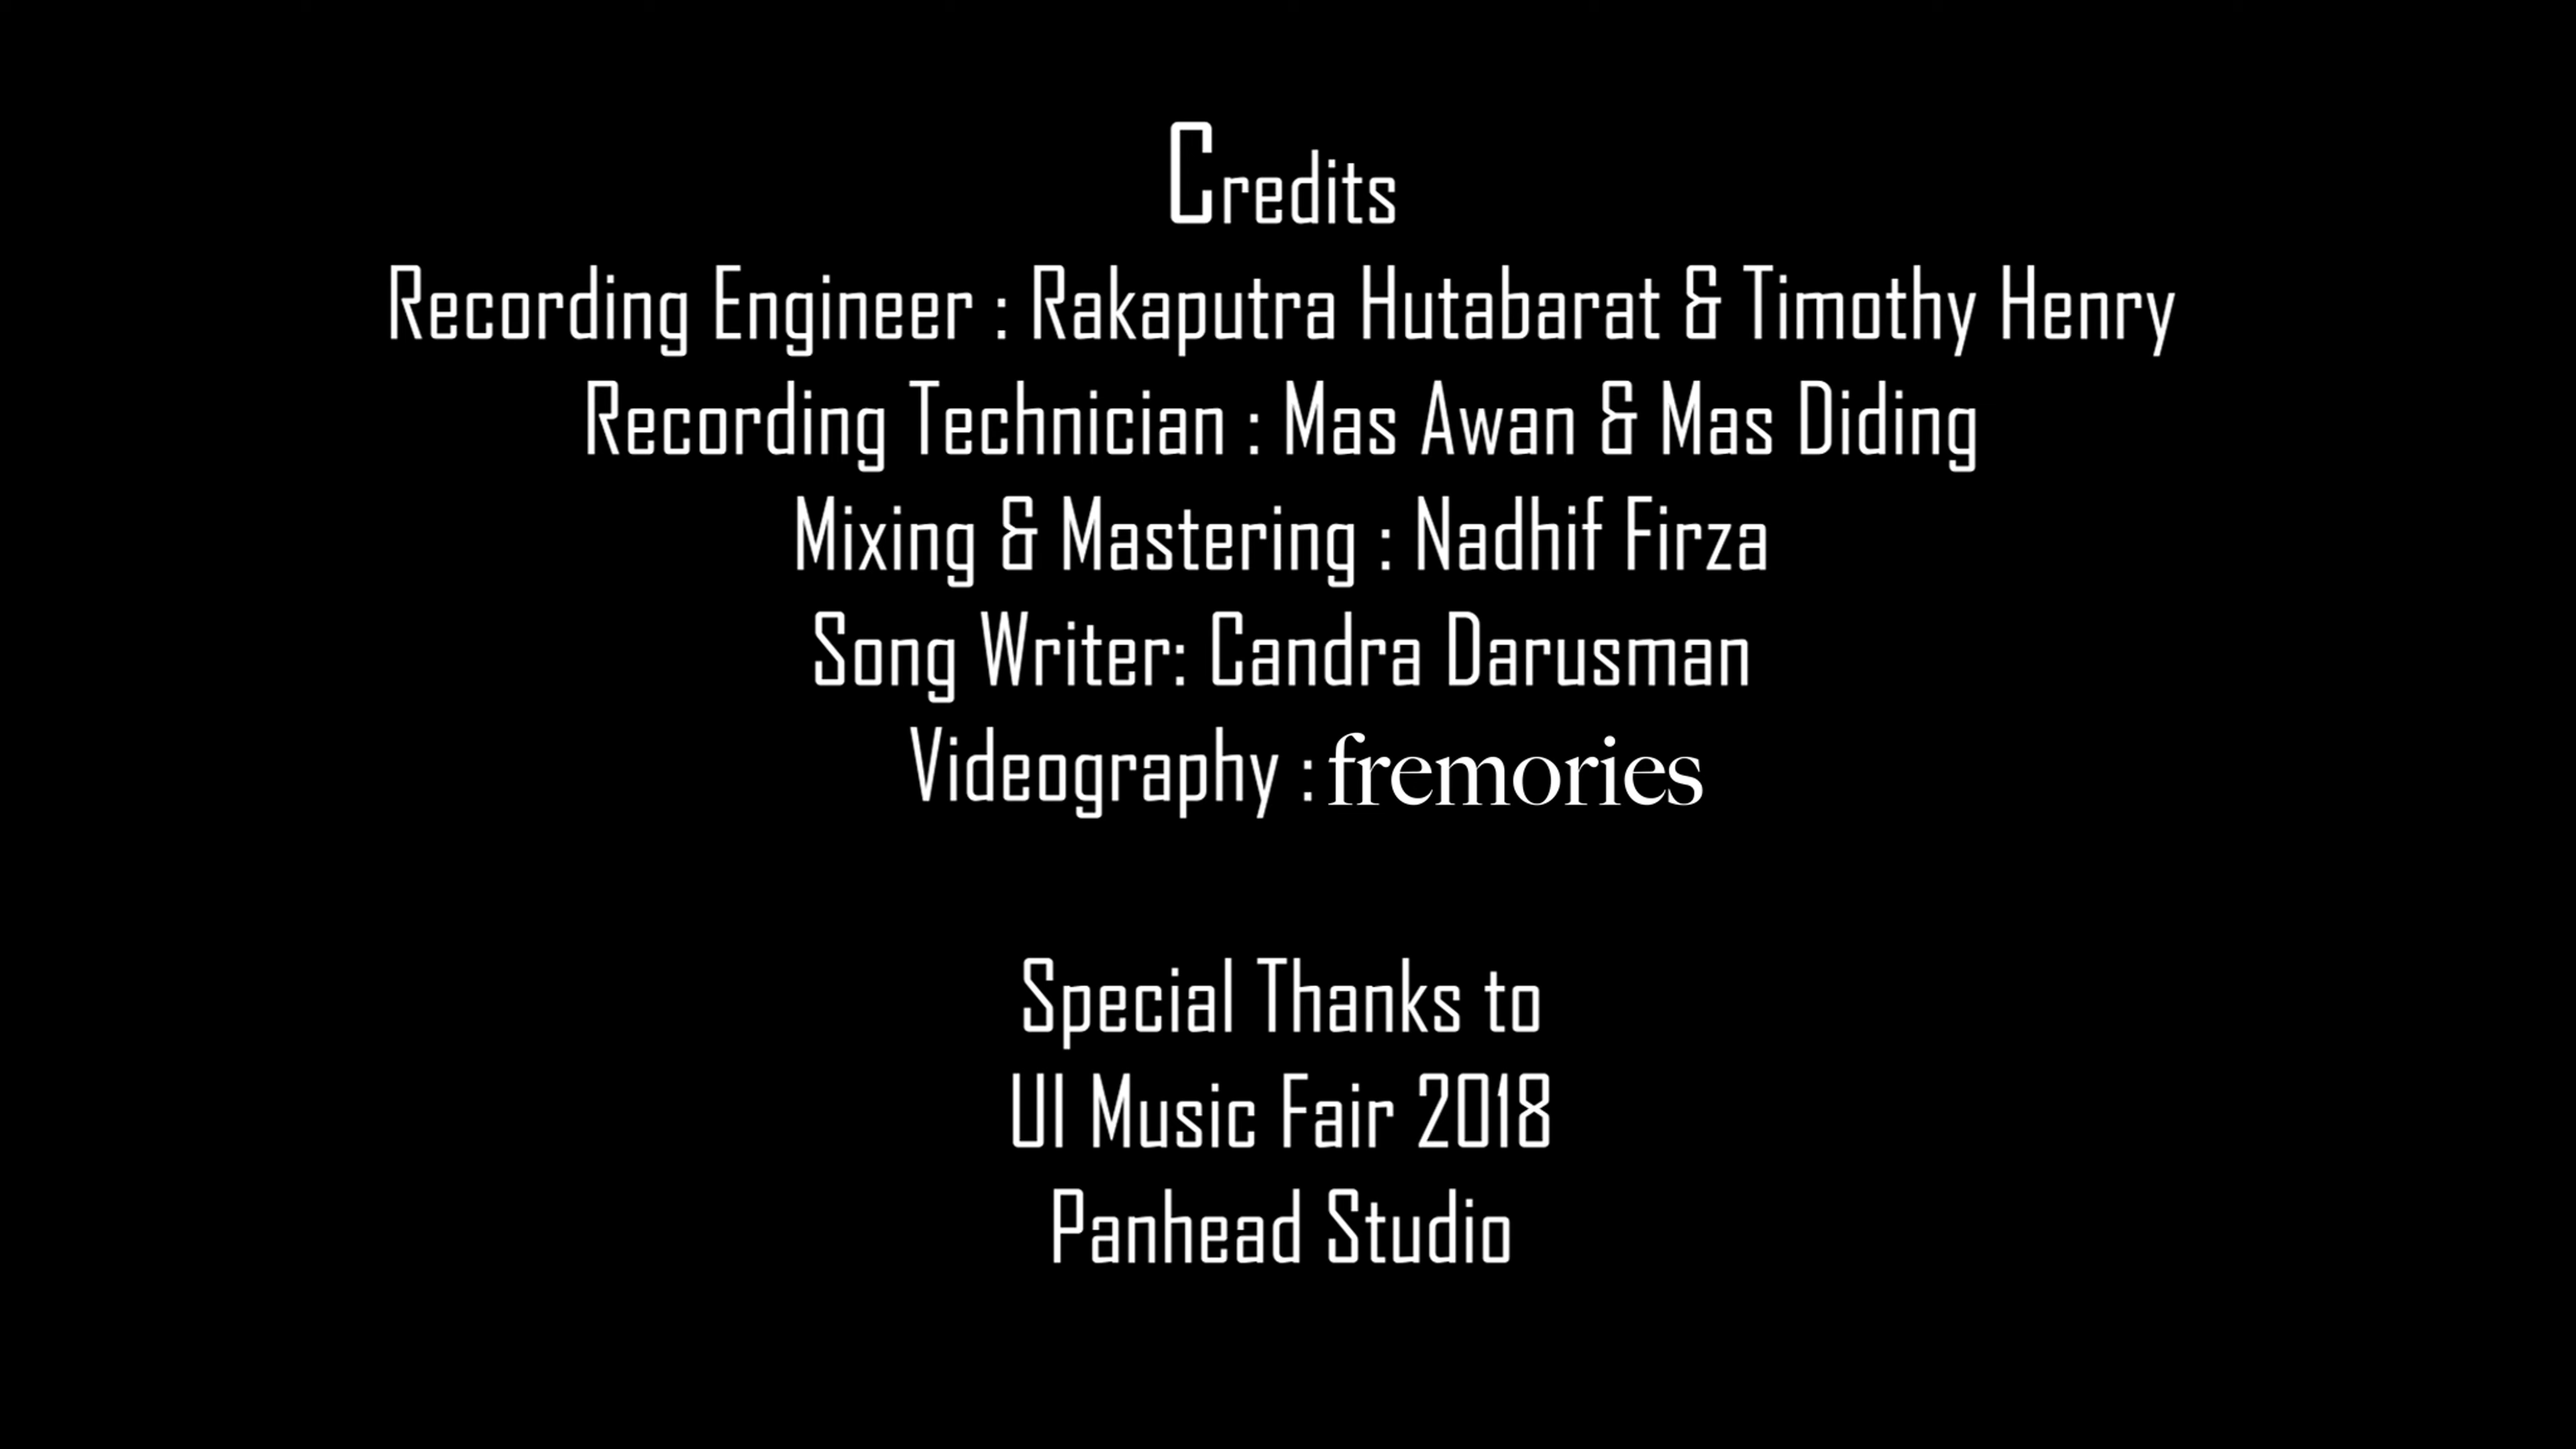 Credits
Recording Engineer : Rakaputra Hutabarat & Timothy Henry
Recording Technician : Mas Awan & Mas Diding
Mixing & Mastering : Nadhif Firza
Song Writer: Candra Darusman
Videography : fremories
Special Thanks to
UI Music Fair 2018
Panhead Studio